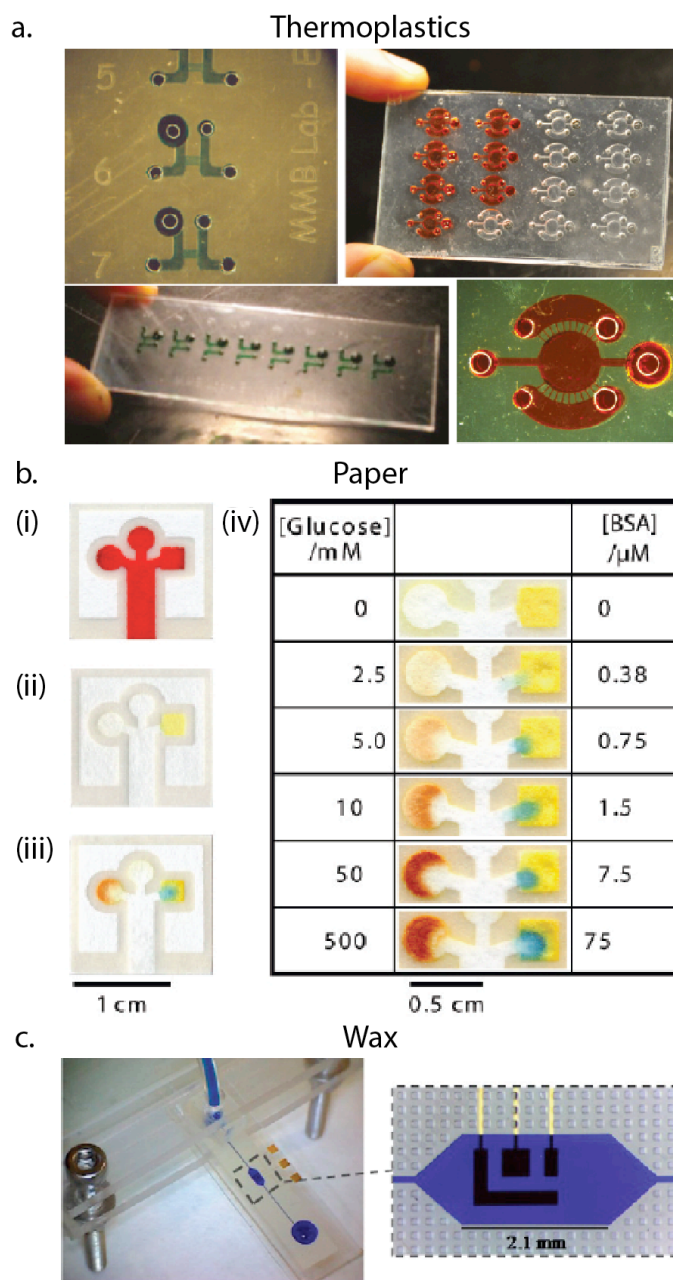 a. Thermoplastics
5
6
7
MMB Lab - B
b. Paper
(i)
(ii)
(iii)
1 cm
(iv)
[Glucose] /mM [BSA] /µM
0 0
2.5 0.38
5.0 0.75
10 1.5
50 7.5
500 75
0.5 cm
c. Wax
2.1 mm